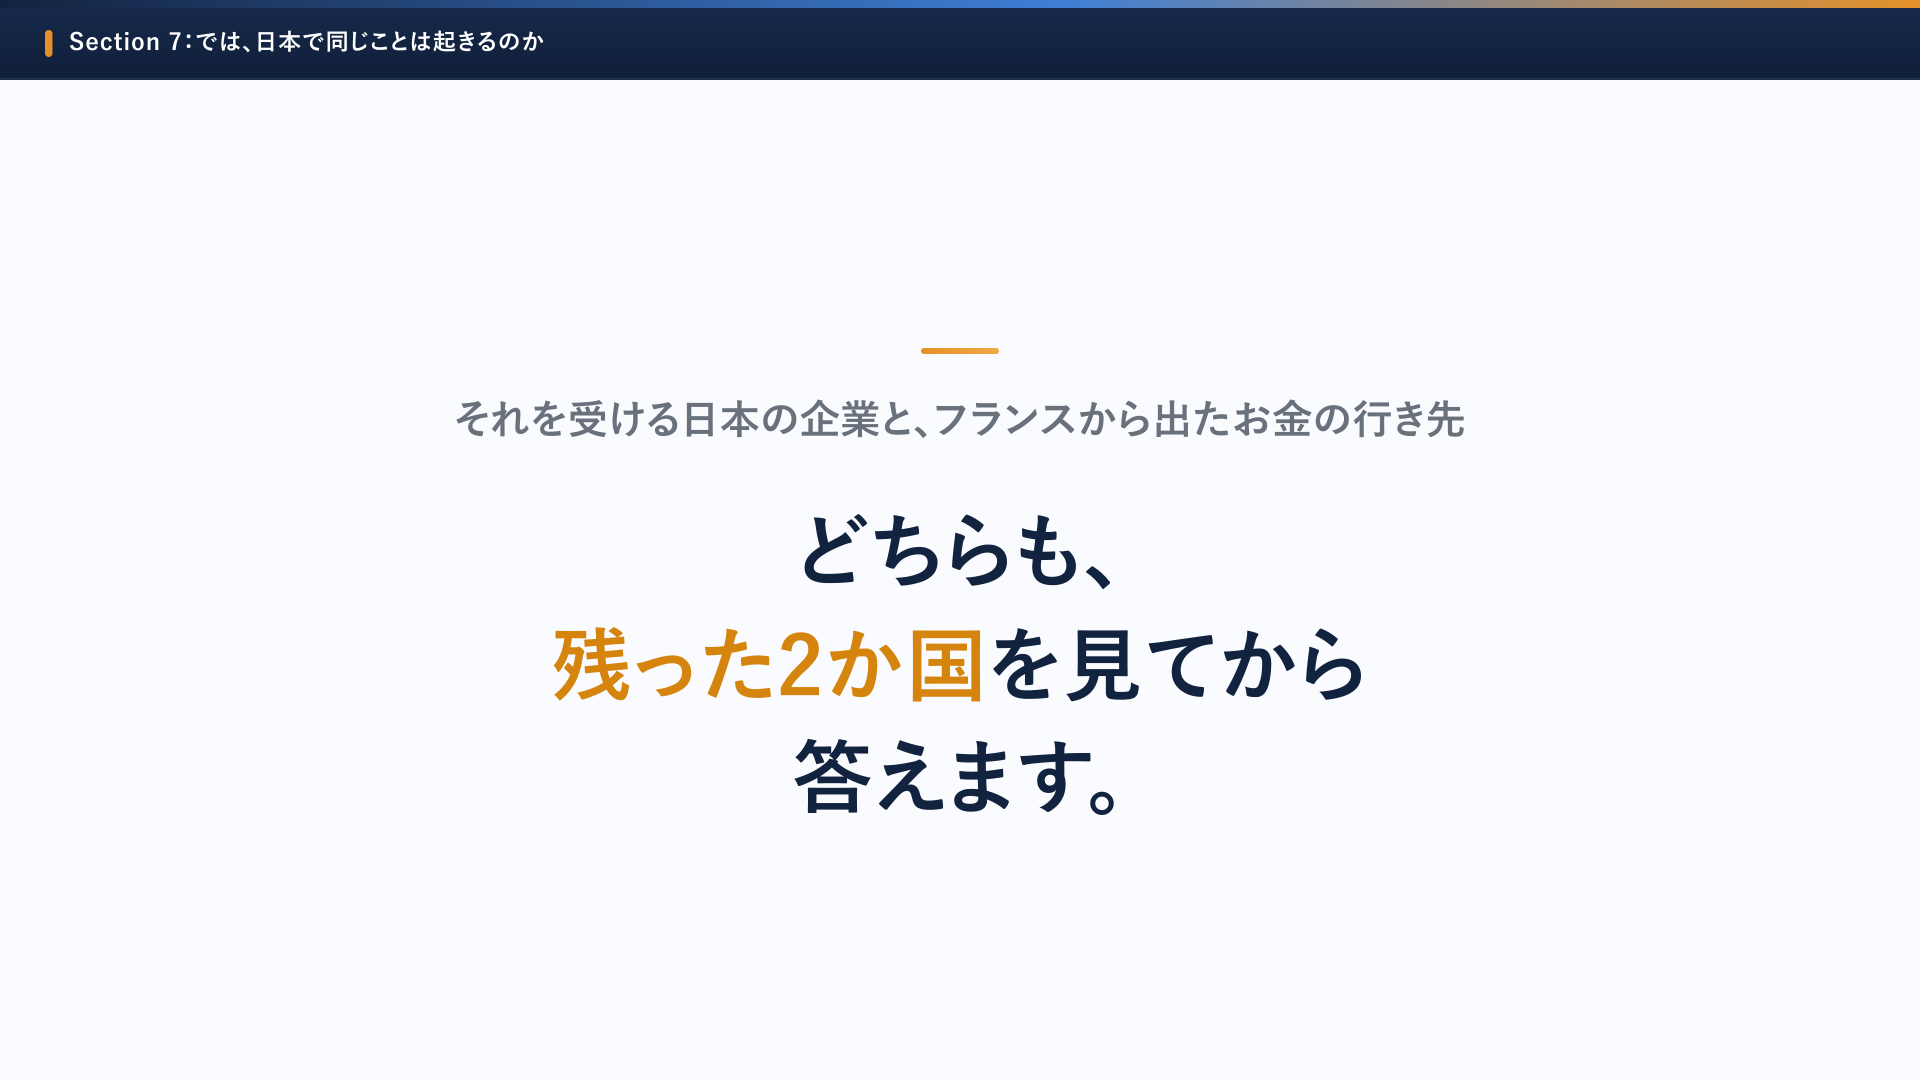 Section 7：では、日本で同じことは起きるのか
それを受ける日本の企業と、フランスから出たお金の行き先
どちらも、
残った2か国を見てから
答えます。